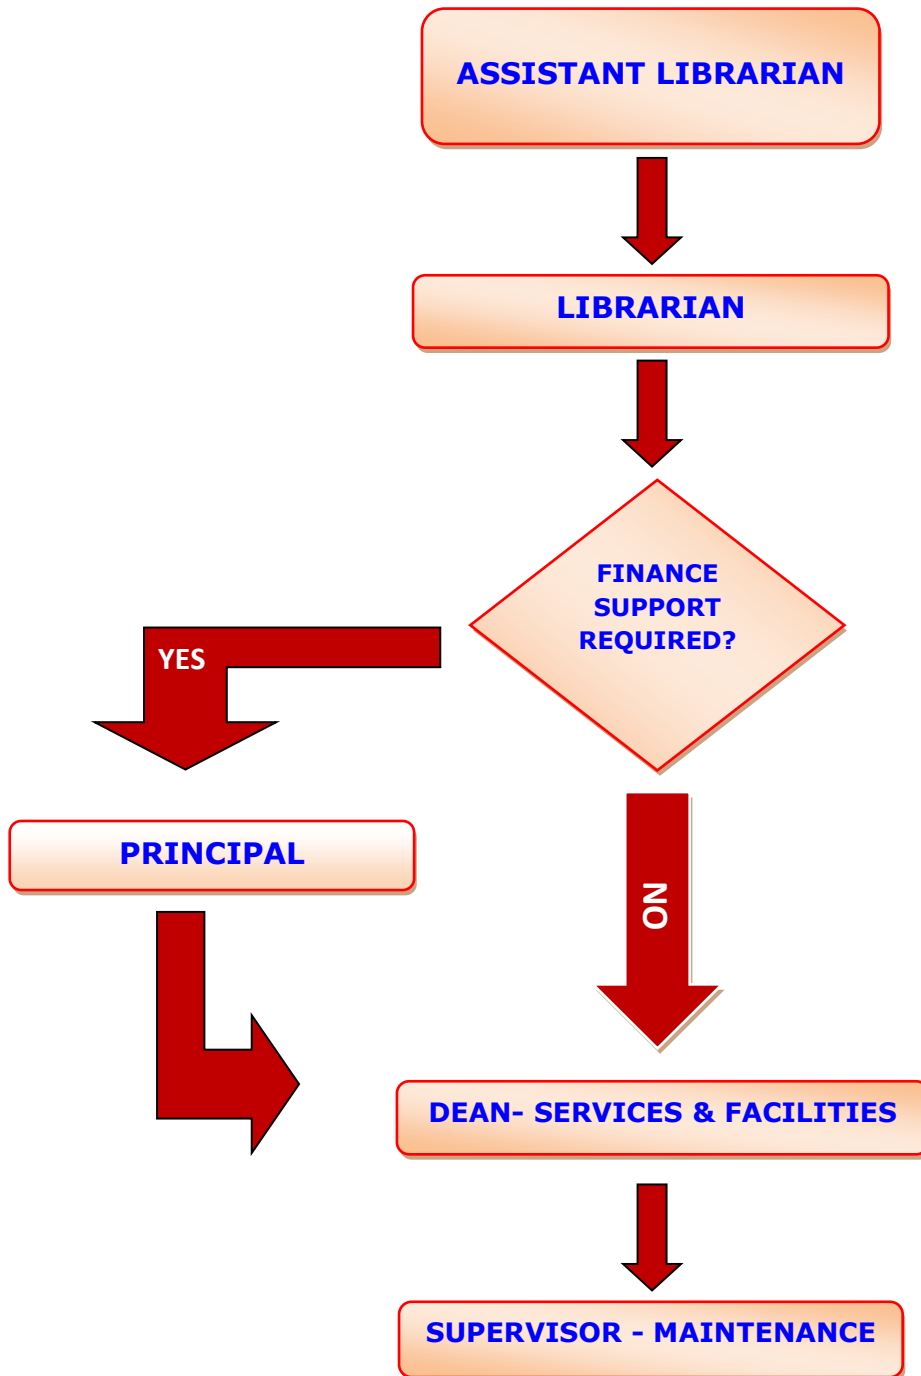 ASSISTANT LIBRARIAN
LIBRARIAN
FINANCE
SUPPORT
REQUIRED?
YES
PRINCIPAL
NO
DEAN- SERVICES & FACILITIES
SUPERVISOR - MAINTENANCE